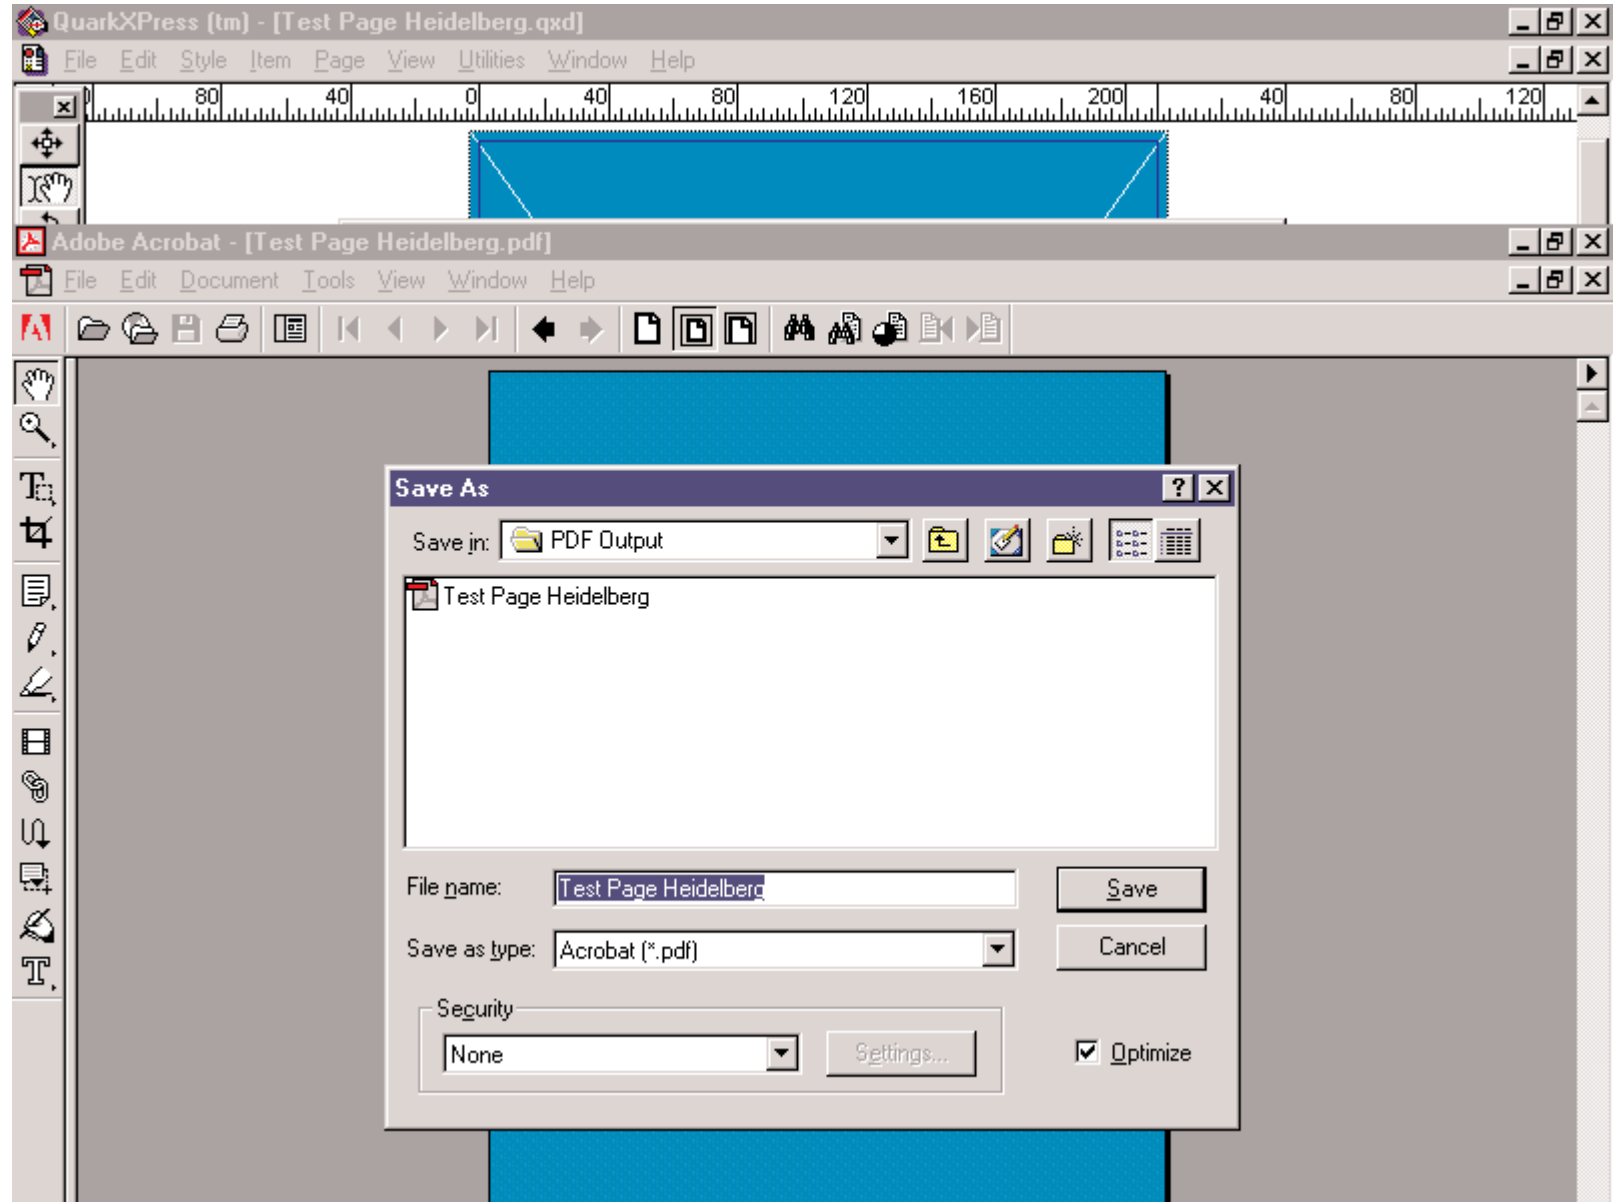 QuarkXPress (tm) - [Test Page Heidelberg.qxd]
File Edit Style Item Page View Utilities Window Help
80 40 0 40 80 120 160 200 40 80 120
Adobe Acrobat - [Test Page Heidelberg.pdf]
File Edit Document Tools View Window Help
Save As
Save in: PDF Output
Test Page Heidelberg
File name: Test Page Heidelberg Save
Save as type: Acrobat (*.pdf) Cancel
Security
None Settings... Optimize